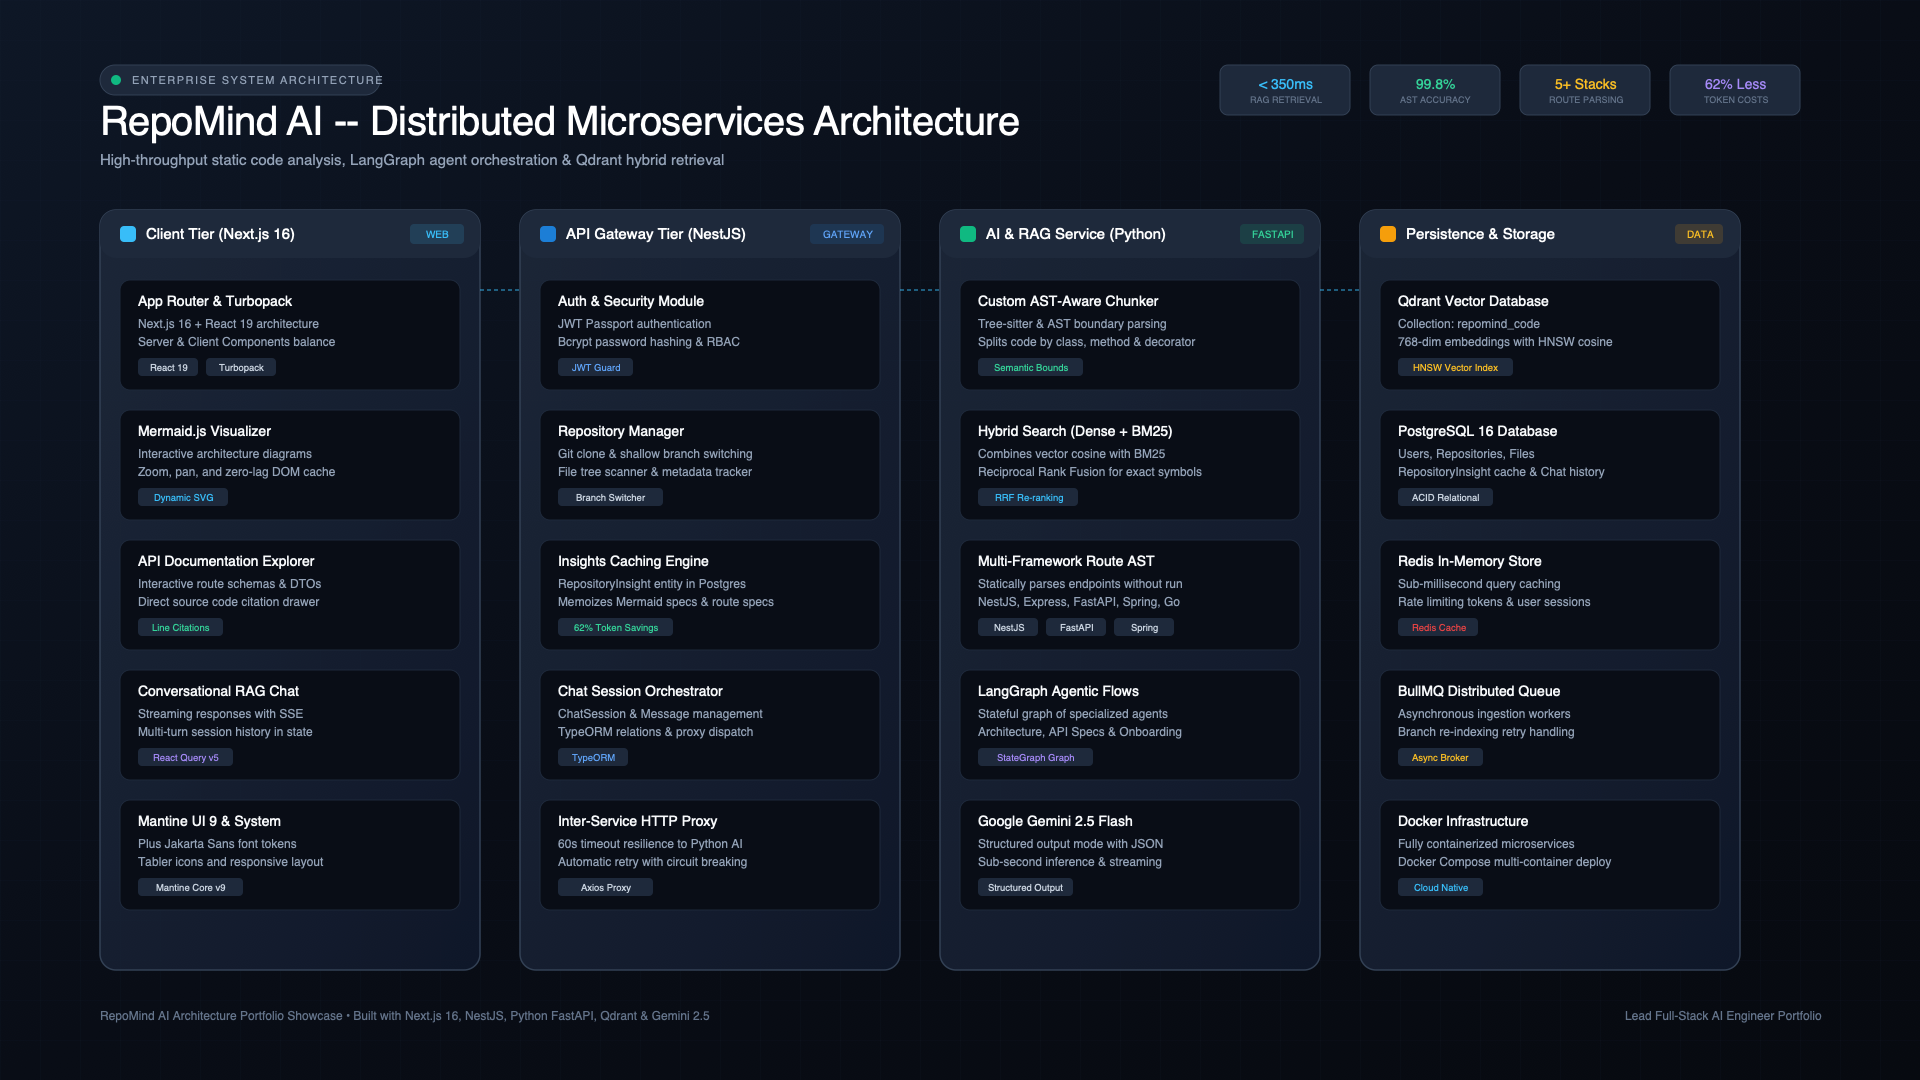 ENTERPRISE SYSTEM ARCHITECTURE
RepoMind AI -- Distributed Microservices Architecture
High-throughput static code analysis, LangGraph agent orchestration & Qdrant hybrid retrieval
< 350ms
RAG RETRIEVAL
99.8%
AST ACCURACY
5+ Stacks
ROUTE PARSING
62% Less
TOKEN COSTS
Client Tier (Next.js 16)
WEB
App Router & Turbopack
Next.js 16 + React 19 architecture
Server & Client Components balance
React 19
Turbopack
Mermaid.js Visualizer
Interactive architecture diagrams
Zoom, pan, and zero-lag DOM cache
Dynamic SVG
API Documentation Explorer
Interactive route schemas & DTOs
Direct source code citation drawer
Line Citations
Conversational RAG Chat
Streaming responses with SSE
Multi-turn session history in state
React Query v5
Mantine UI 9 & System
Plus Jakarta Sans font tokens
Tabler icons and responsive layout
Mantine Core v9
API Gateway Tier (NestJS)
GATEWAY
Auth & Security Module
JWT Passport authentication
Bcrypt password hashing & RBAC
JWT Guard
Repository Manager
Git clone & shallow branch switching
File tree scanner & metadata tracker
Branch Switcher
Insights Caching Engine
RepositoryInsight entity in Postgres
Memoizes Mermaid specs & route specs
62% Token Savings
Chat Session Orchestrator
ChatSession & Message management
TypeORM relations & proxy dispatch
TypeORM
Inter-Service HTTP Proxy
60s timeout resilience to Python AI
Automatic retry with circuit breaking
Axios Proxy
AI & RAG Service (Python)
FASTAPI
Custom AST-Aware Chunker
Tree-sitter & AST boundary parsing
Splits code by class, method & decorator
Semantic Bounds
Hybrid Search (Dense + BM25)
Combines vector cosine with BM25
Reciprocal Rank Fusion for exact symbols
RRF Re-ranking
Multi-Framework Route AST
Statically parses endpoints without run
NestJS, Express, FastAPI, Spring, Go
NestJS
FastAPI
Spring
LangGraph Agentic Flows
Stateful graph of specialized agents
Architecture, API Specs & Onboarding
StateGraph Graph
Google Gemini 2.5 Flash
Structured output mode with JSON
Sub-second inference & streaming
Structured Output
Persistence & Storage
DATA
Qdrant Vector Database
Collection: repomind_code
768-dim embeddings with HNSW cosine
HNSW Vector Index
PostgreSQL 16 Database
Users, Repositories, Files
RepositoryInsight cache & Chat history
ACID Relational
Redis In-Memory Store
Sub-millisecond query caching
Rate limiting tokens & user sessions
Redis Cache
BullMQ Distributed Queue
Asynchronous ingestion workers
Branch re-indexing retry handling
Async Broker
Docker Infrastructure
Fully containerized microservices
Docker Compose multi-container deploy
Cloud Native
RepoMind AI Architecture Portfolio Showcase • Built with Next.js 16, NestJS, Python FastAPI, Qdrant & Gemini 2.5
Lead Full-Stack AI Engineer Portfolio